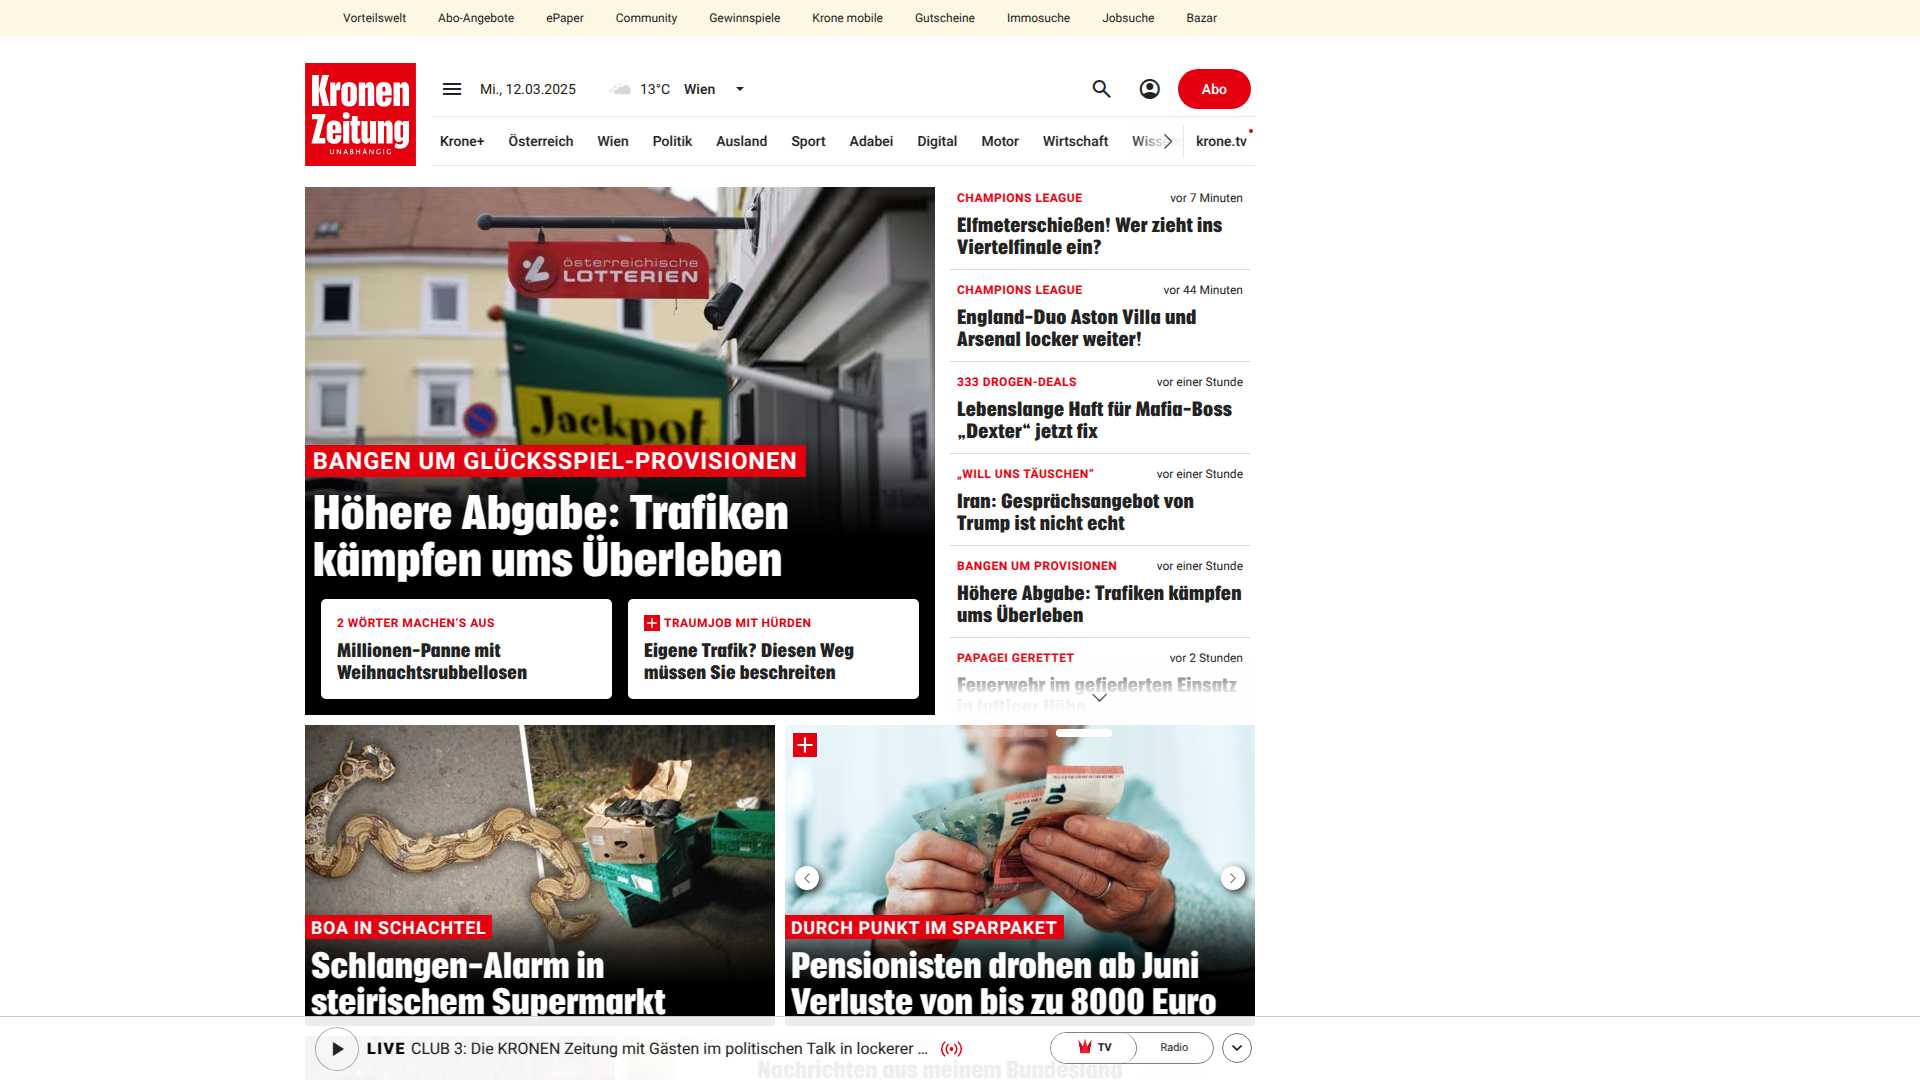 Vorteilswelt Abo-Angebote ePaper Community Gewinnspiele Krone mobile Gutscheine Immosuche Jobsuche Bazar
Kronen
Zeitung
UNABHÄNGIG
Mi., 12.03.2025 13°C Wien
Abo
Krone+ Österreich Wien Politik Ausland Sport Adabei Digital Motor Wirtschaft krone.tv
österreichische
LOTTERIEN
Jackpot
BANGEN UM GLÜCKSSPIEL-PROVISIONEN
Höhere Abgabe: Trafiken
kämpfen ums Überleben
2 WÖRTER MACHEN'S AUS
Millionen-Panne mit
Weihnachtsrubbellosen
TRAUMJOB MIT HÜRDEN
Eigene Trafik? Diesen Weg
müssen Sie beschreiten
CHAMPIONS LEAGUE vor 7 Minuten
Elfmeterschießen! Wer zieht ins
Viertelfinale ein?
CHAMPIONS LEAGUE vor 44 Minuten
England-Duo Aston Villa und
Arsenal locker weiter!
333 DROGEN-DEALS vor einer Stunde
Lebenslange Haft für Mafia-Boss
„Dexter“ jetzt fix
„WILL UNS TÄUSCHEN“ vor einer Stunde
Iran: Gesprächsangebot von
Trump ist nicht echt
BANGEN UM PROVISIONEN vor einer Stunde
Höhere Abgabe: Trafiken kämpfen
ums Überleben
PAPAGEI GERETTET vor 2 Stunden
Feuerwehr im gefiederten Einsatz
in luftiger Höhe
BOA IN SCHACHTEL
Schlangen-Alarm in
steirischem Supermarkt
10
10
DURCH PUNKT IM SPARPAKET
Pensionisten drohen ab Juni
Verluste von bis zu 8000 Euro
LIVE CLUB 3: Die KRONEN Zeitung mit Gästen im politischen Talk in lockerer ...
TV Radio
Nachrichten aus meinem Bundesland